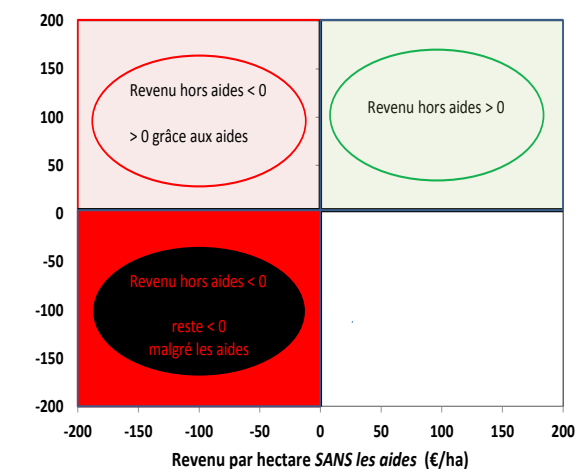 200
150
100
50
0
-50
-100
-150
-200
Revenu hors aides < 0
> 0 grâce aux aides
Revenu hors aides > 0
Revenu hors aides < 0
reste < 0
malgré les aides
-200 -150 -100 -50 0 50 100 150 200
Revenu par hectare SANS les aides (€/ha)